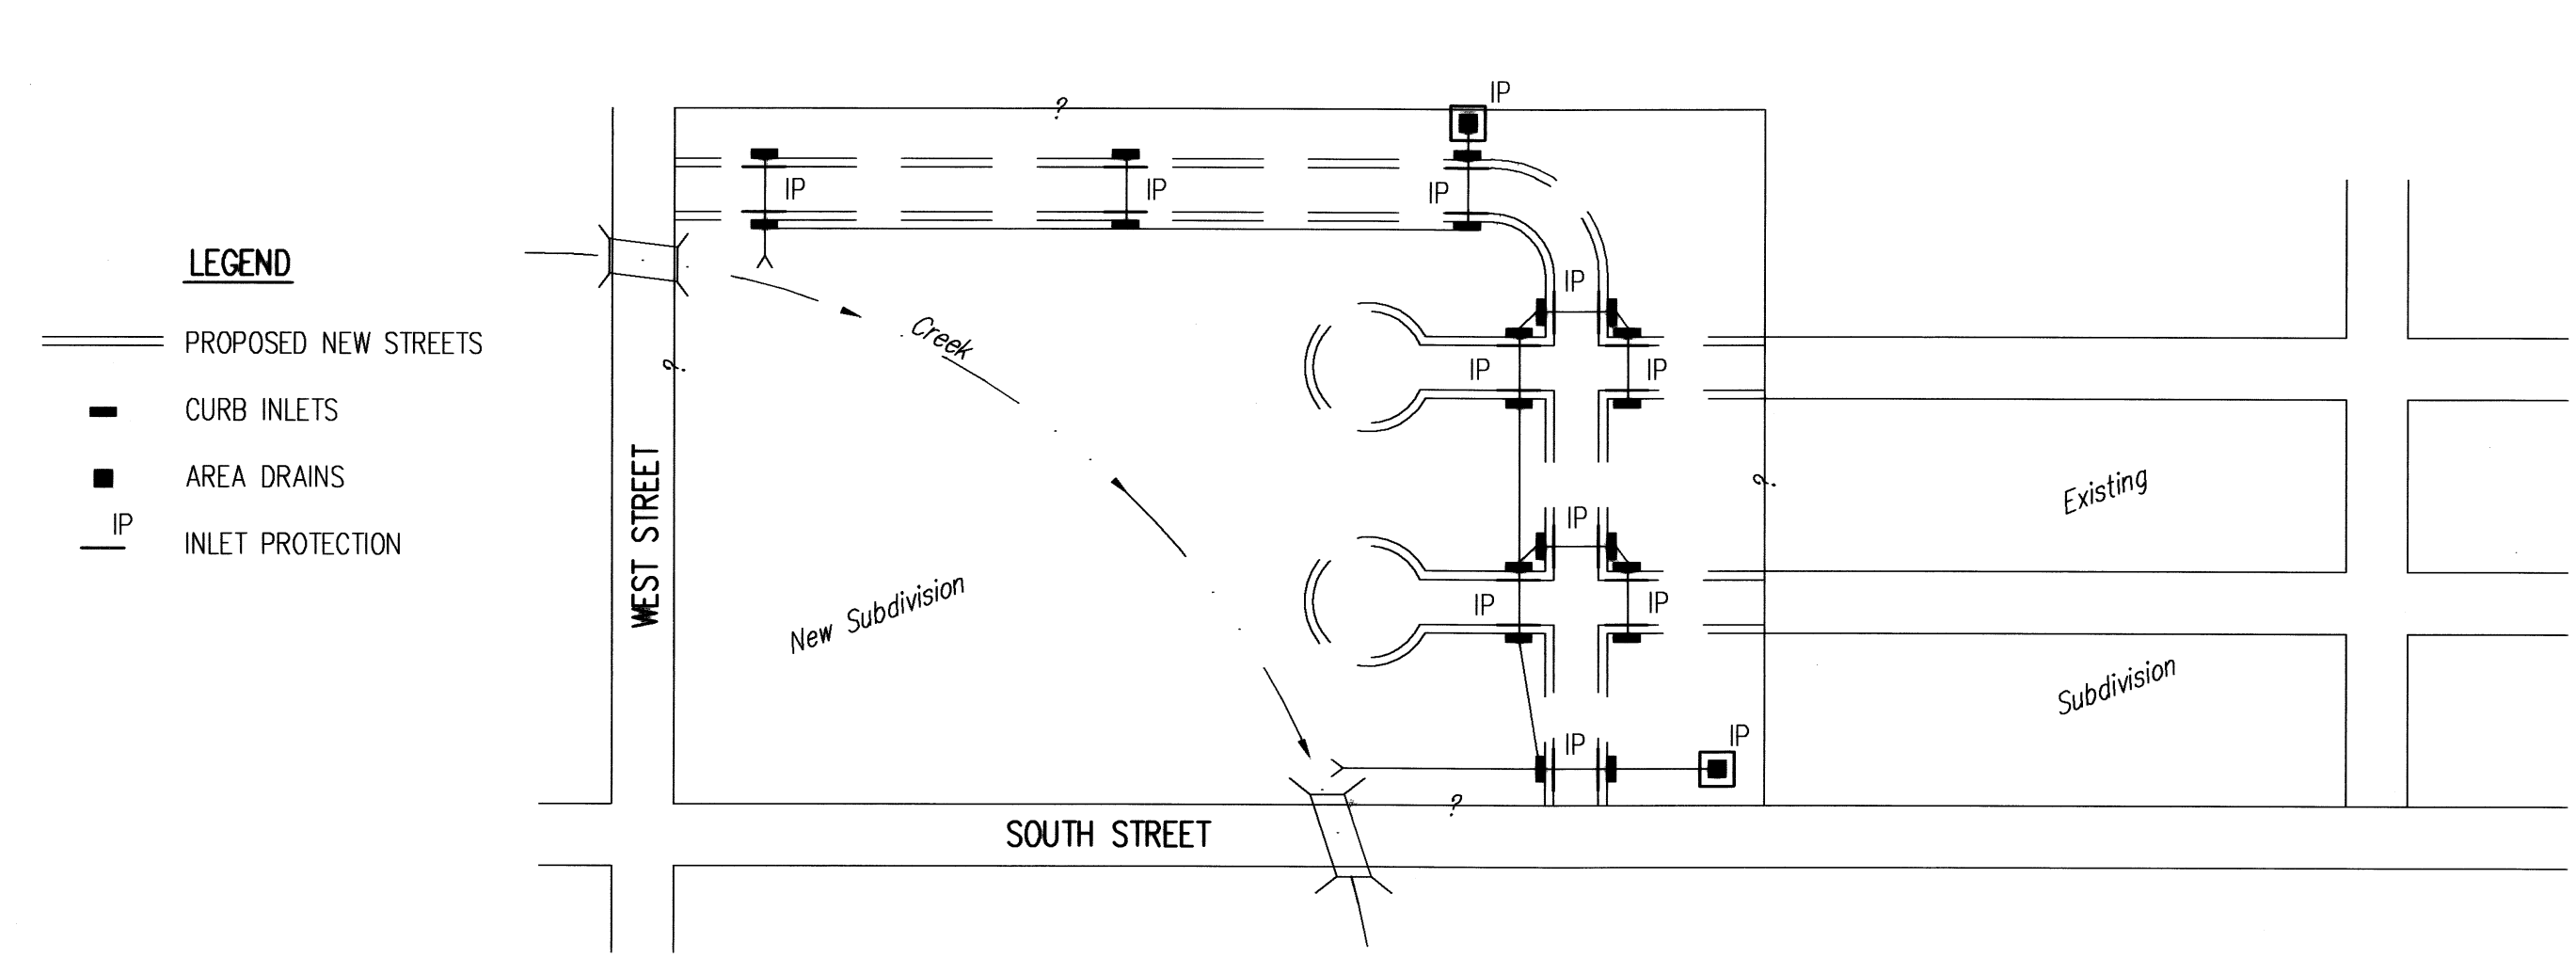 IP
?
IP
IP
IP
LEGEND
IP
PROPOSED NEW STREETS
Creek
?
IP
IP
CURB INLETS
AREA DRAINS
?
Existing
IP
IP
INLET PROTECTION
WEST STREET
New Subdivision
IP
IP
Subdivision
IP
IP
?
SOUTH STREET